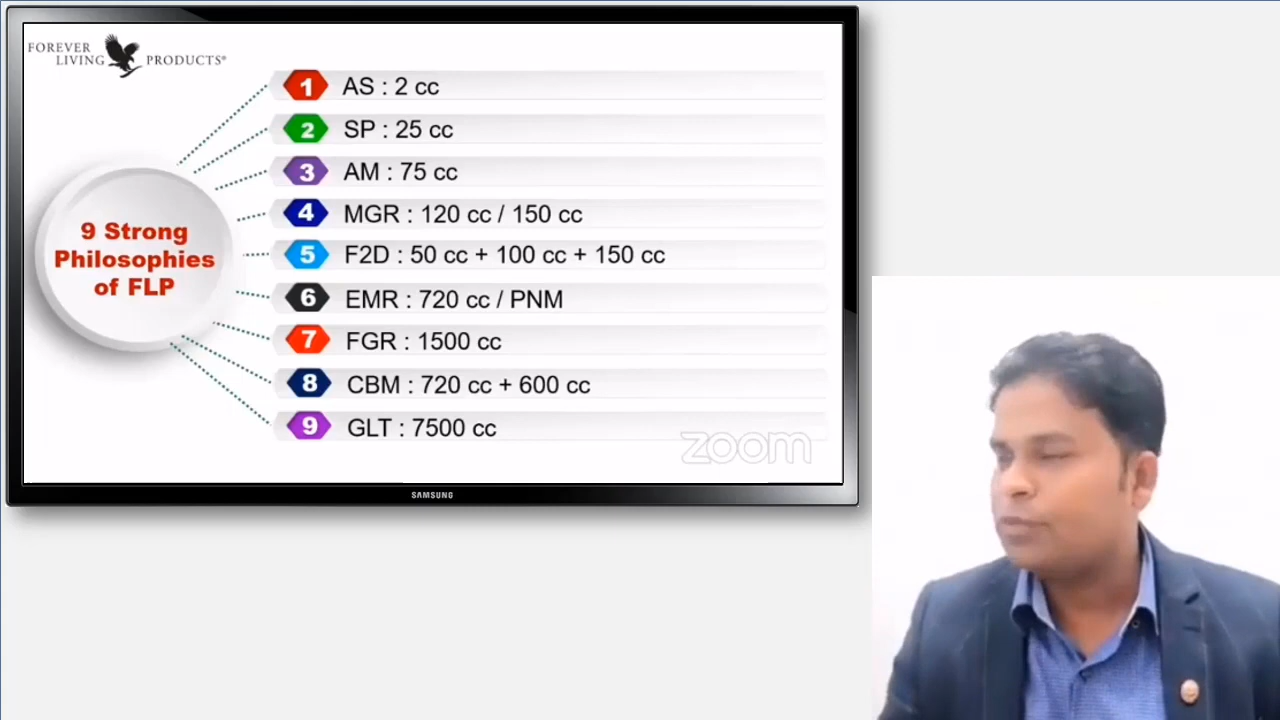 FOREVER
LIVING PRODUCTS®
9 Strong
Philosophies
of FLP
1 AS : 2 cc
2 SP : 25 cc
3 AM : 75 cc
4 MGR : 120 cc / 150 cc
5 F2D : 50 cc + 100 cc + 150 cc
6 EMR : 720 cc / PNM
7 FGR : 1500 cc
8 CBM : 720 cc + 600 cc
9 GLT : 7500 cc
zoom
SAMSUNG